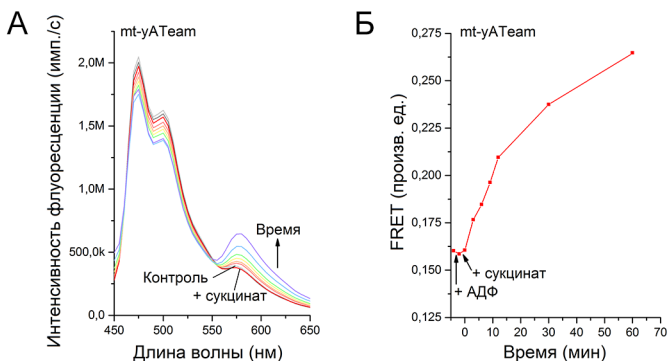 А
mt-yATeam
Интенсивность флуоресценции (имп./с)
2,0M
1,5M
1,0M
500,0k
0,0
450
500
550
600
650
Длина волны (нм)
Время
Контроль
+ сукцинат
Б
mt-yATeam
FRET (произв. ед.)
0,275
0,250
0,225
0,200
0,175
0,150
0,125
0
10
20
30
40
50
60
70
Время (мин)
+ сукцинат
+ АДФ